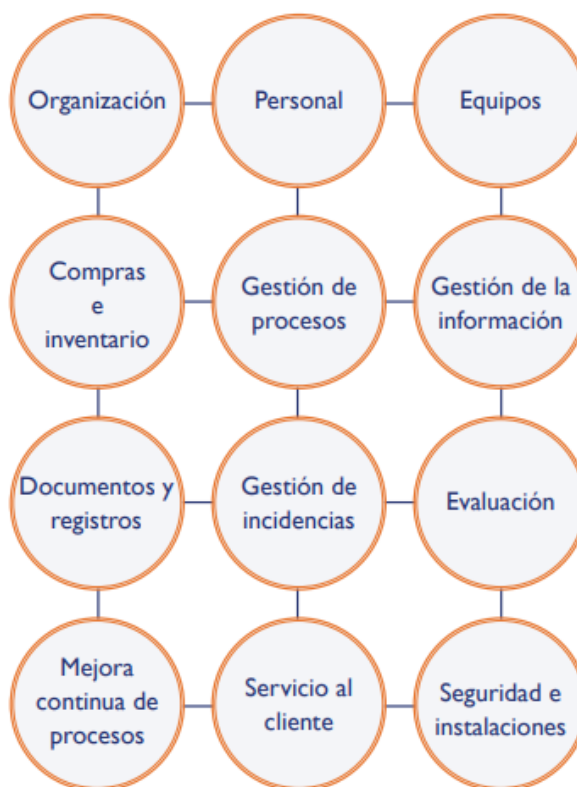 Organización
Personal
Equipos
Compras
e
inventario
Gestión de
procesos
Gestión de la
información
Documentos y
registros
Gestión de
incidencias
Evaluación
Mejora
continua de
procesos
Servicio al
cliente
Seguridad e
instalaciones